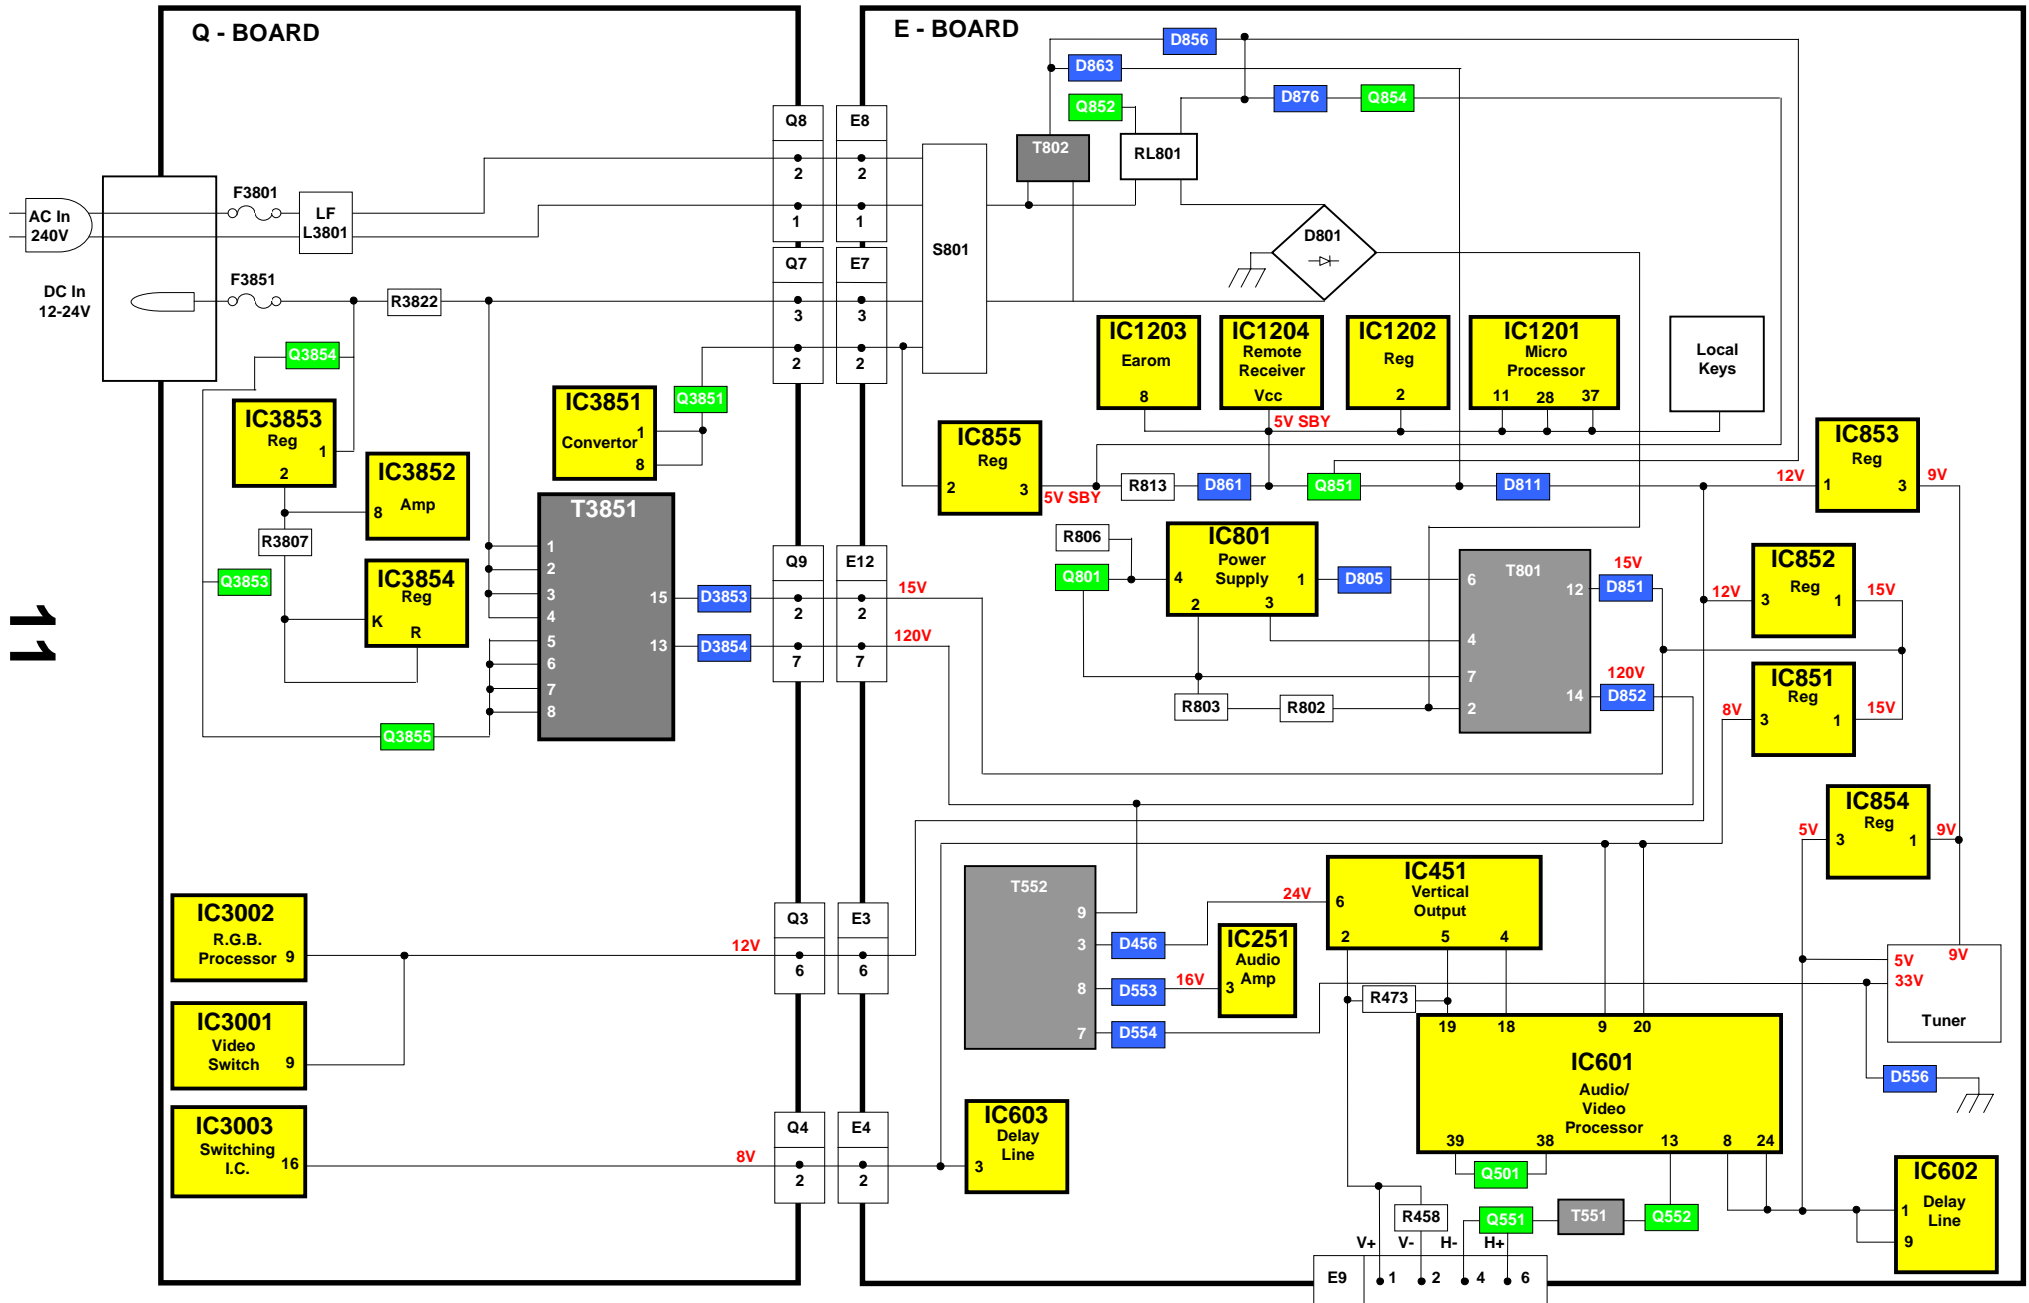 Q - BOARD
E - BOARD
D856
D863
D876
Q854
Q852
Q8
E8
T802
RL801
2
2
F3801
AC In
240V
LF
L3801
1
1
D801
S801
Q7
E7
DC In
12-24V
F3851
R3822
3
3
Q3854
2
2
IC1203
Earom
8
IC1204
Remote
Receiver
Vcc
IC1202
Reg
2
IC1201
Micro
Processor
11
28
37
Local
Keys
5V SBY
IC3853
Reg
1
2
IC3851
Convertor
1
8
Q3851
IC3852
Amp
8
IC855
Reg
2
3
5V SBY
R813
D861
Q851
D811
12V
IC853
Reg
1
3
9V
R3807
Q3853
IC3854
Reg
K
R
T3851
1
2
3
4
5
6
7
8
15
13
D3853
D3854
Q3855
Q9
E12
2
2
7
7
15V
120V
R806
Q801
IC801
Power
Supply
4
1
2
3
D805
T801
6
4
7
2
12
14
15V
D851
120V
D852
R803
R802
12V
IC852
Reg
3
1
15V
8V
IC851
Reg
3
1
15V
11
5V
IC854
Reg
3
1
9V
T552
9
3
8
7
D456
D553
D554
24V
16V
IC451
Vertical
Output
6
2
5
4
IC251
Audio
Amp
3
IC3002
R.G.B.
Processor
9
12V
Q3
E3
6
6
IC3001
Video
Switch
9
R473
5V
33V
9V
Tuner
D556
19
18
9
20
IC601
Audio/
Video
Processor
39
38
13
8
24
IC3003
Switching
I.C.
16
8V
Q4
E4
2
2
IC603
Delay
Line
3
Q501
R458
Q551
T551
Q552
IC602
Delay
Line
1
9
V+
V-
H-
H+
E9
1
2
4
6